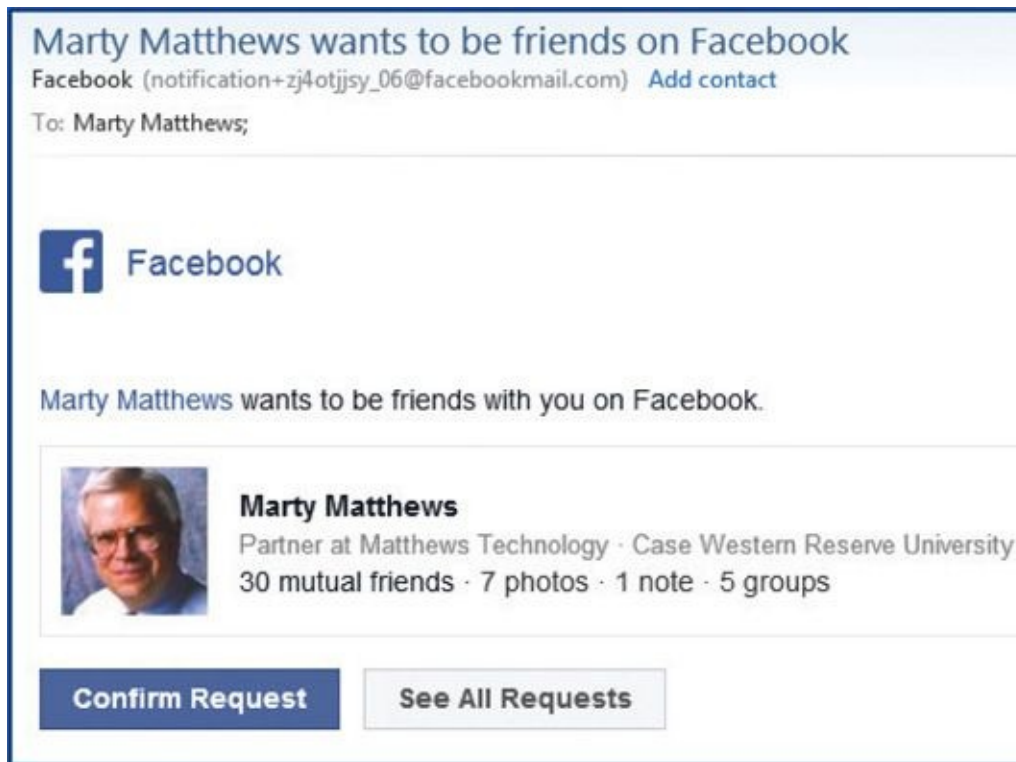 Marty Matthews wants to be friends on Facebook
Facebook (notification+zj4otjjsy_06@facebookmail.com) Add contact
To: Marty Matthews;
f Facebook
Marty Matthews wants to be friends with you on Facebook.
Marty Matthews
Partner at Matthews Technology · Case Western Reserve University
30 mutual friends · 7 photos · 1 note · 5 groups
Confirm Request See All Requests